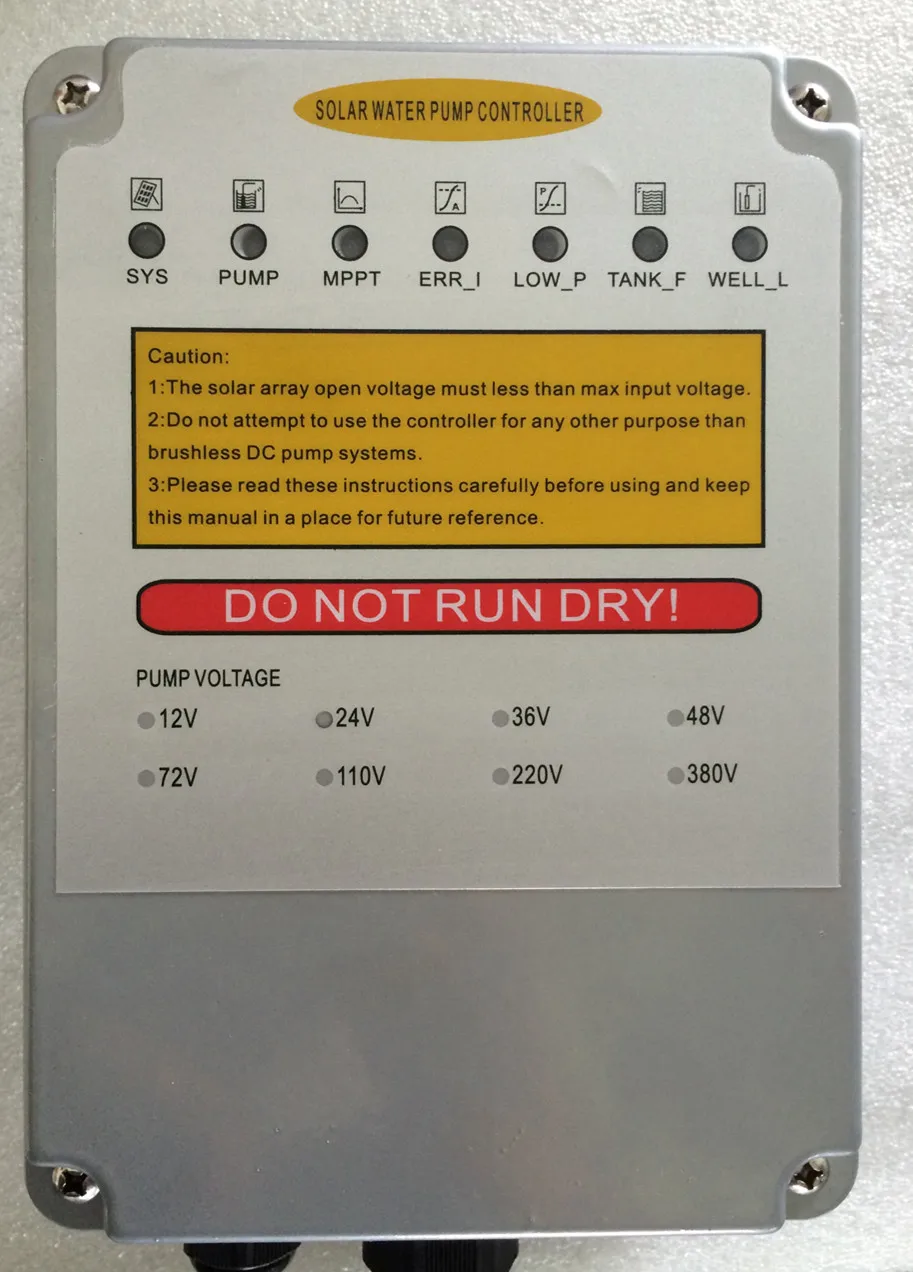 SOLAR WATER PUMP CONTROLLER
SYS PUMP MPPT ERR_I LOW_P TANK_F WELL_L
Caution:
1:The solar array open voltage must less than max input voltage.
2:Do not attempt to use the controller for any other purpose than
brushless DC pump systems.
3:Please read these instructions carefully before using and keep
this manual in a place for future reference.
DO NOT RUN DRY!
PUMP VOLTAGE
12V 24V 36V 48V
72V 110V 220V 380V